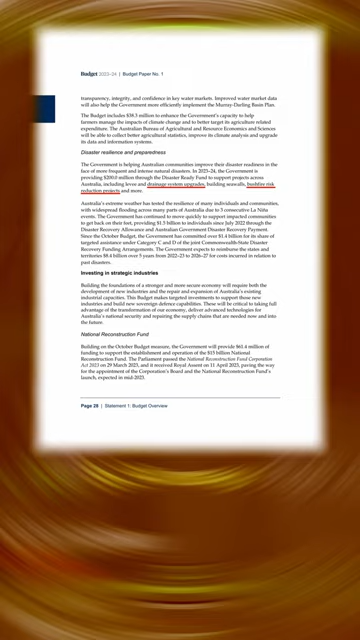 Budget 2023–24 | Budget Paper No. 1
transparency, integrity, and confidence in key water markets. Improved water market data
will also help the Government more efficiently implement the Murray-Darling Basin Plan.
The Budget includes $38.3 million to enhance the Government's capacity to help
farmers manage the impacts of climate change and to better target its agriculture related
expenditure. The Australian Bureau of Agricultural and Resource Economics and Sciences
will be able to collect better agricultural statistics, improve its climate analysis and upgrade
its data and information systems.
Disaster resilience and preparedness
The Government is helping Australian communities improve their disaster readiness in the
face of more frequent and intense natural disasters. In 2023–24, the Government is
providing $200.0 million through the Disaster Ready Fund to support projects across
Australia, including levee and drainage system upgrades, building seawalls, bushfire risk
reduction projects and more.
Australia's extreme weather has tested the resilience of many individuals and communities,
with widespread flooding across many parts of Australia due to 3 consecutive La Niña
events. The Government has continued to move quickly to support impacted communities
to get back on their feet, providing $1.5 billion to individuals since July 2022 through the
Disaster Recovery Allowance and Australian Government Disaster Recovery Payment.
Since the October Budget, the Government has committed over $1.4 billion for its share of
targeted assistance under Category C and D of the joint Commonwealth-State Disaster
Recovery Funding Arrangements. The Government expects to reimburse the states and
territories $8.4 billion over 5 years from 2022–23 to 2026–27 for costs incurred in relation to
past disasters.
Investing in strategic industries
Building the foundations of a stronger and more secure economy will require both the
development of new industries and the repair and expansion of Australia's existing
industrial capacities. This Budget makes targeted investments to support those new
industries and build new sovereign defence capabilities. These will be critical to taking full
advantage of the transformation of our economy, deliver advanced technologies for
Australia's national security and repairing the supply chains that are needed now and into
the future.
National Reconstruction Fund
Building on the October Budget measure, the Government will provide $61.4 million of
funding to support the establishment and operation of the $15 billion National
Reconstruction Fund. The Parliament passed the National Reconstruction Fund Corporation
Act 2023 on 29 March 2023, and it received Royal Assent on 11 April 2023, paving the way
for the appointment of the Corporation's Board and the National Reconstruction Fund's
launch, expected in mid-2023.
Page 28 | Statement 1: Budget Overview